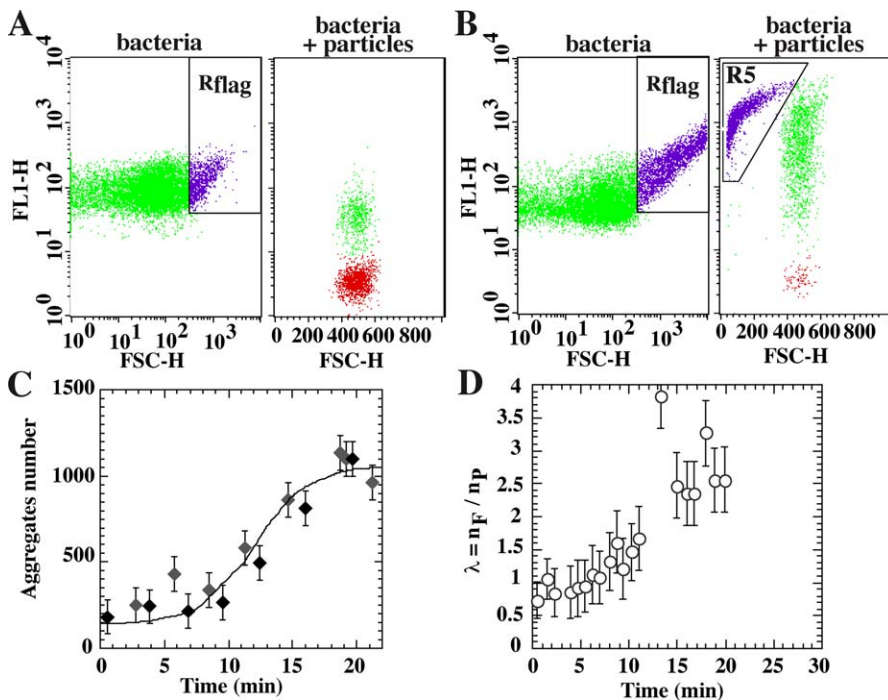 A
bacteria
bacteria
+ particles
B
bacteria
bacteria
+ particles
FL1-H
10^4
10^3
10^2
10^1
10^0
Rflag
10^0 10^1 10^2 10^3
FSC-H
0 200 400 600 800
FSC-H
10^4
10^3
10^2
10^1
10^0
Rflag
R5
10^0 10^1 10^2 10^3
FSC-H
0 200 400 600 800
FSC-H
C
Aggregates number
1500
1000
500
0
0 5 10 15 20
Time (min)
D
λ = nF / nP
4
3.5
3
2.5
2
1.5
1
0.5
0 5 10 15 20 25 30
Time (min)